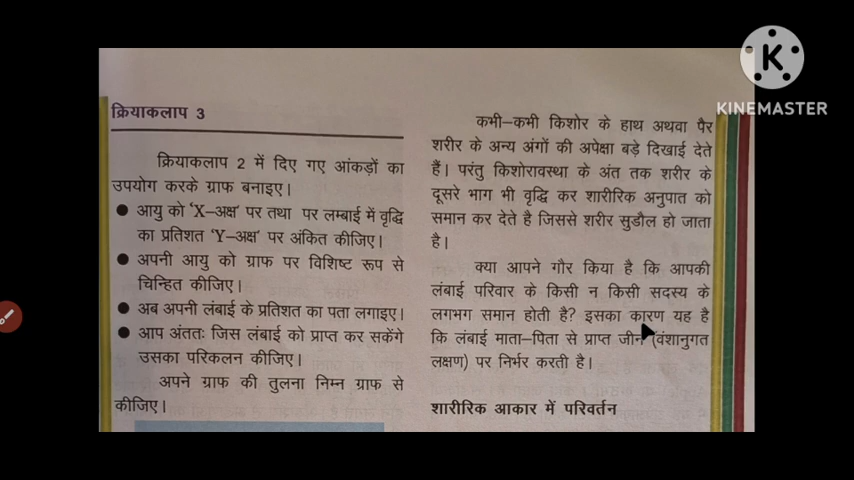 क्रियाकलाप 3
क्रियाकलाप 2 में दिए गए आंकड़ों का
उपयोग करके ग्राफ बनाइए।
● आयु को 'X–अक्ष' पर तथा पर लम्बाई में वृद्धि
का प्रतिशत 'Y–अक्ष' पर अंकित कीजिए।
● अपनी आयु को ग्राफ पर विशिष्ट रूप से
चिन्हित कीजिए।
● अब अपनी लंबाई के प्रतिशत का पता लगाइए।
● आप अंततः जिस लंबाई को प्राप्त कर सकेंगे
उसका परिकलन कीजिए।
अपने ग्राफ की तुलना निम्न ग्राफ से
कीजिए।
कभी–कभी किशोर के हाथ अथवा पैर
शरीर के अन्य अंगों की अपेक्षा बड़े दिखाई देते
हैं। परंतु किशोरावस्था के अंत तक शरीर के
दूसरे भाग भी वृद्धि कर शारीरिक अनुपात को
समान कर देते है जिससे शरीर सुडौल हो जाता
है।
क्या आपने गौर किया है कि आपकी
लंबाई परिवार के किसी न किसी सदस्य के
लगभग समान होती है? इसका कारण यह है
कि लंबाई माता–पिता से प्राप्त जीन (वंशानुगत
लक्षण) पर निर्भर करती है।
शारीरिक आकार में परिवर्तन
K
KINEMASTER